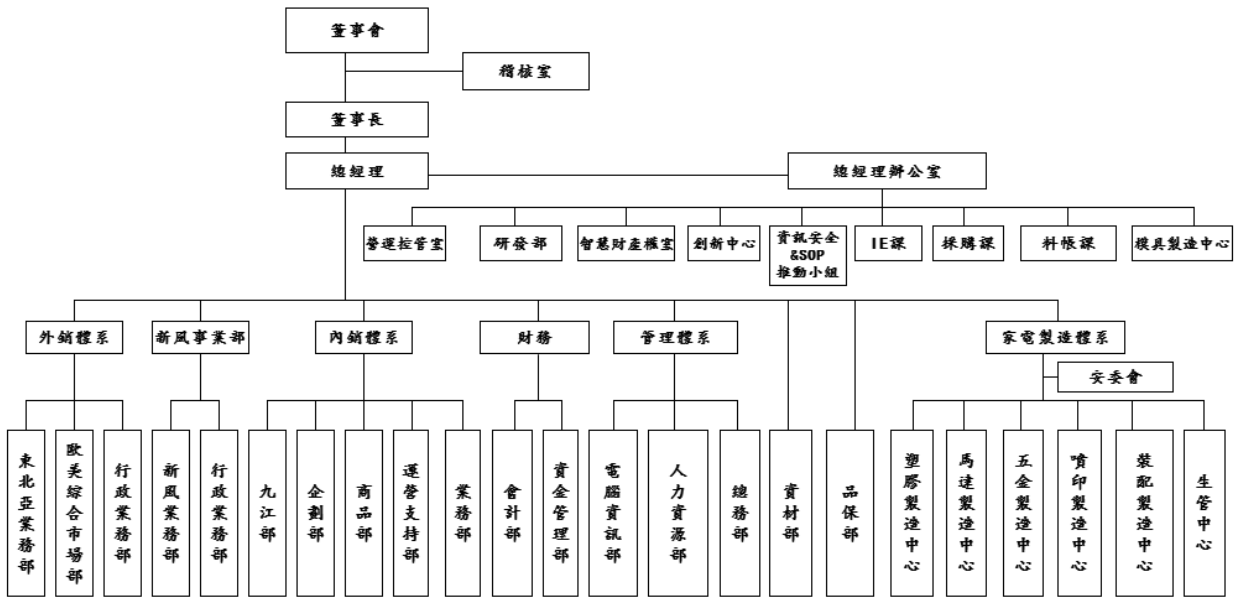 董事會
稽核室
董事長
總經理
總經理辦公室
營運控管室
研發部
智慧財產權室
創新中心
資訊安全
&SOP
推動小組
IE課
採購課
料帳課
模具製造中心
外銷體系
新風事業部
內銷體系
財務
管理體系
家電製造體系
安委會
東北亞業務部
歐美綜合市場部
行政業務部
新風業務部
行政業務部
九江部
企劃部
商品部
運營支持部
業務部
會計部
資金管理部
電腦資訊部
人力資源部
總務部
資材部
品保部
塑膠製造中心
馬達製造中心
五金製造中心
噴印製造中心
裝配製造中心
生管中心